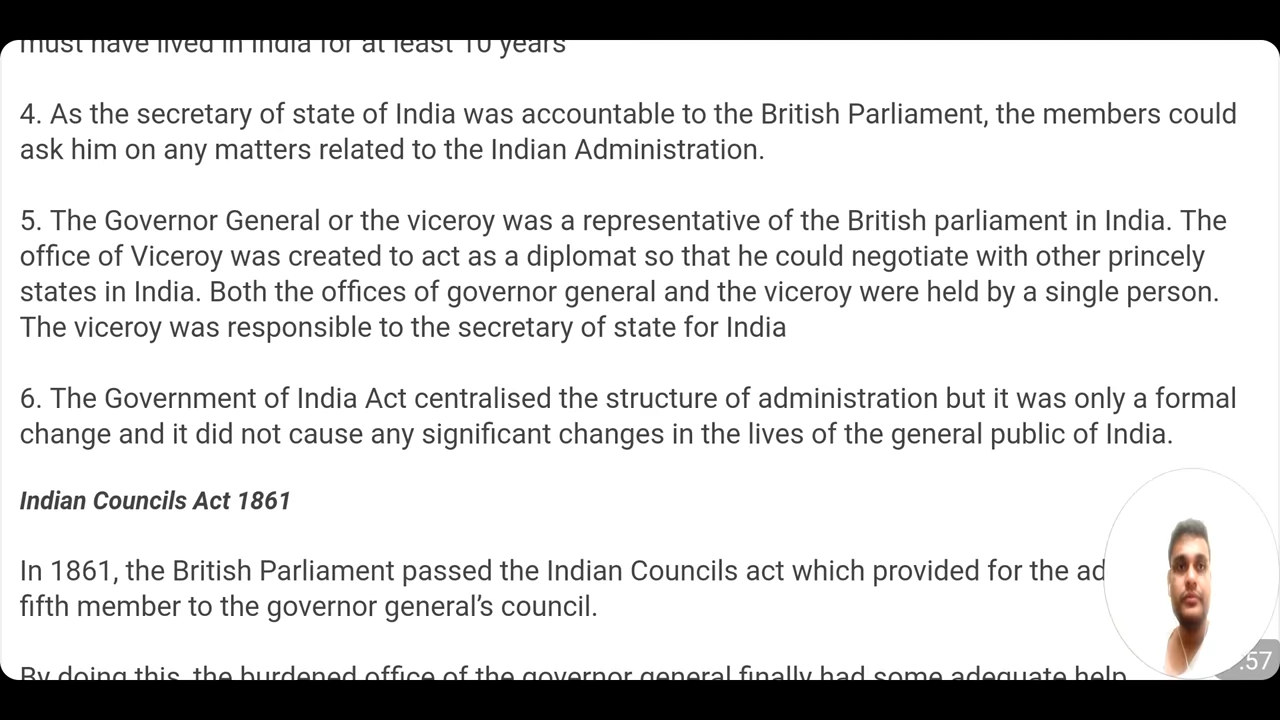 must have lived in India for at least 10 years
4. As the secretary of state of India was accountable to the British Parliament, the members could
ask him on any matters related to the Indian Administration.
5. The Governor General or the viceroy was a representative of the British parliament in India. The
office of Viceroy was created to act as a diplomat so that he could negotiate with other princely
states in India. Both the offices of governor general and the viceroy were held by a single person.
The viceroy was responsible to the secretary of state for India
6. The Government of India Act centralised the structure of administration but it was only a formal
change and it did not cause any significant changes in the lives of the general public of India.
Indian Councils Act 1861
In 1861, the British Parliament passed the Indian Councils act which provided for the ad
fifth member to the governor general’s council.
By doing this, the burdened office of the governor general finally had some adequate help
:57